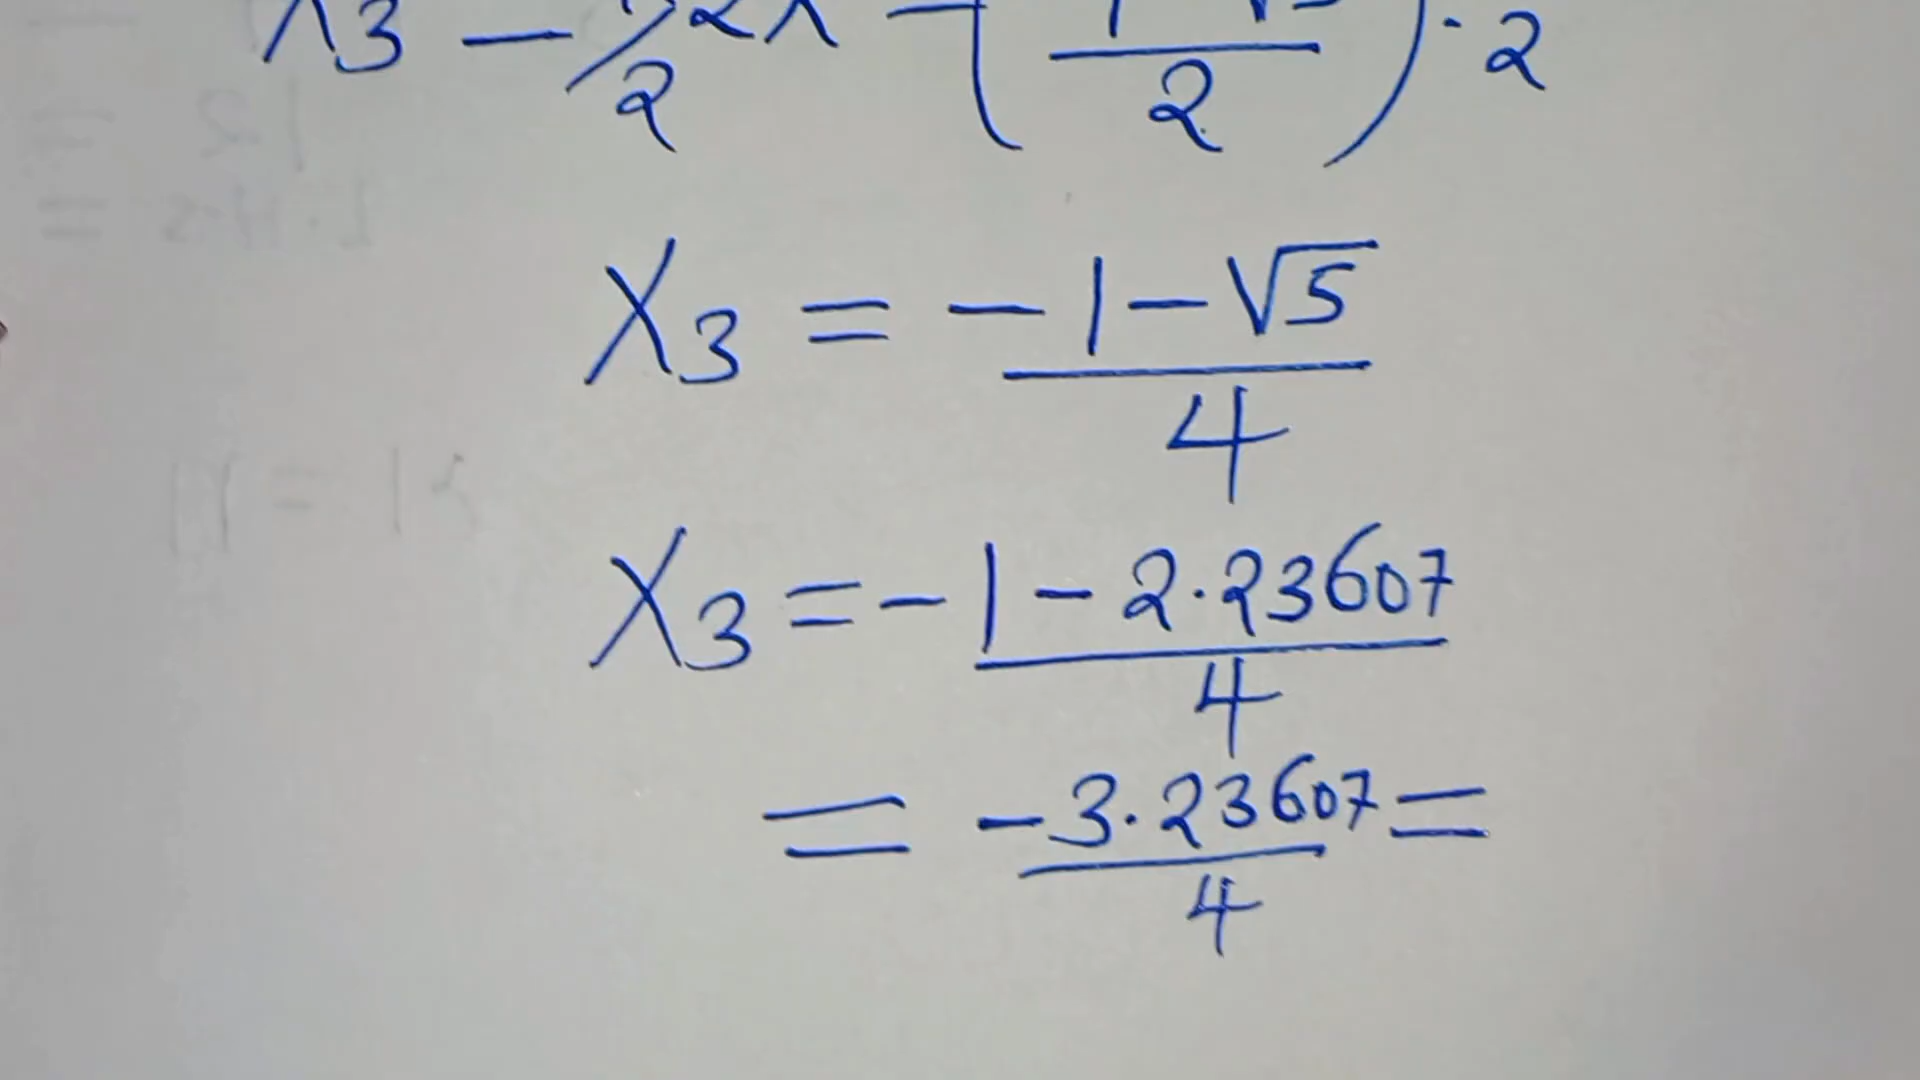 X₃ = (-1-√5)/4
X₃ = (-1-2.23607)/4
= (-3.23607)/4 =